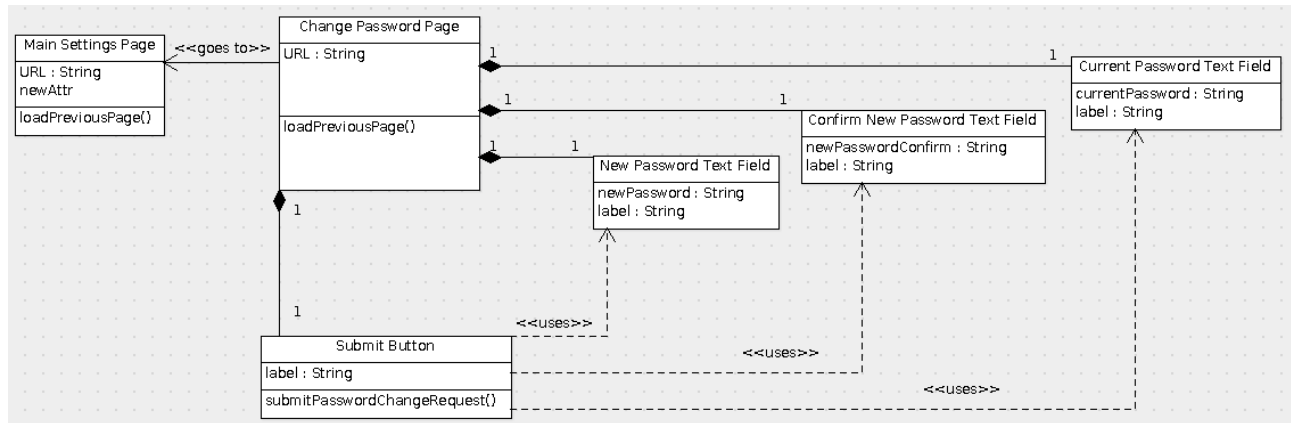 Main Settings Page
URL : String
newAttr
loadPreviousPage()
<<goes to>>
Change Password Page
URL : String
loadPreviousPage()
1
1
Current Password Text Field
currentPassword : String
label : String
1
1
Confirm New Password Text Field
newPasswordConfirm : String
label : String
1
1
New Password Text Field
newPassword : String
label : String
1
1
Submit Button
label : String
submitPasswordChangeRequest()
<<uses>>
<<uses>>
<<uses>>